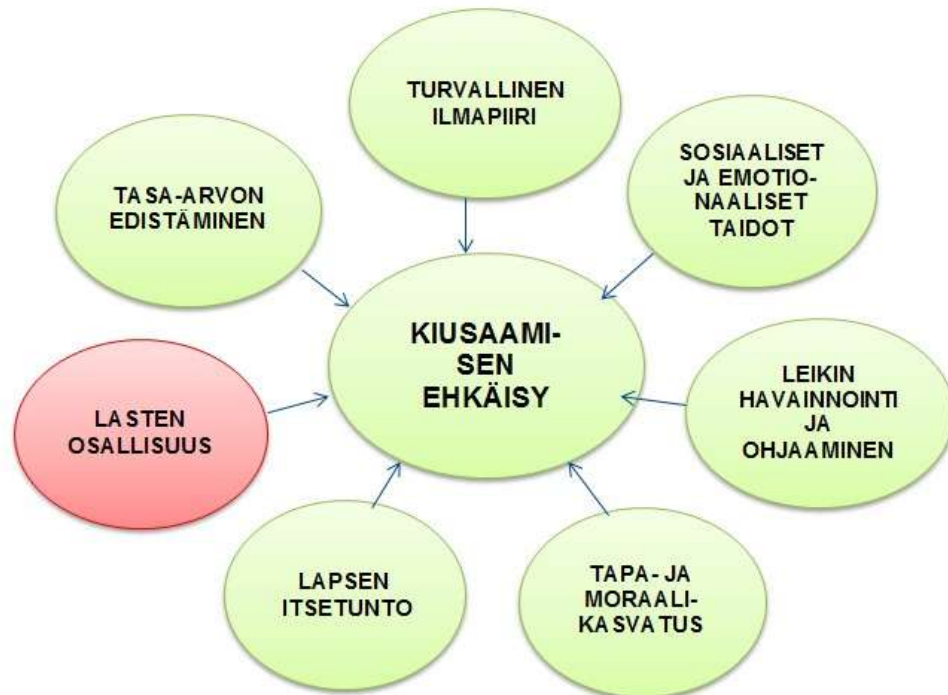 TURVALLINEN
ILMAPIIRI
SOSIAALISET
JA EMOTIO-
NAALISET
TAIDOT
TASA-ARVON
EDISTÄMINEN
KIUSAAMI-
SEN
EHKÄISY
LEIKIN
HAVAINNOINTI
JA
OHJAAMINEN
LASTEN
OSALLISUUS
LAPSEN
ITSETUNTO
TAPA- JA
MORAALI-
KASVATUS